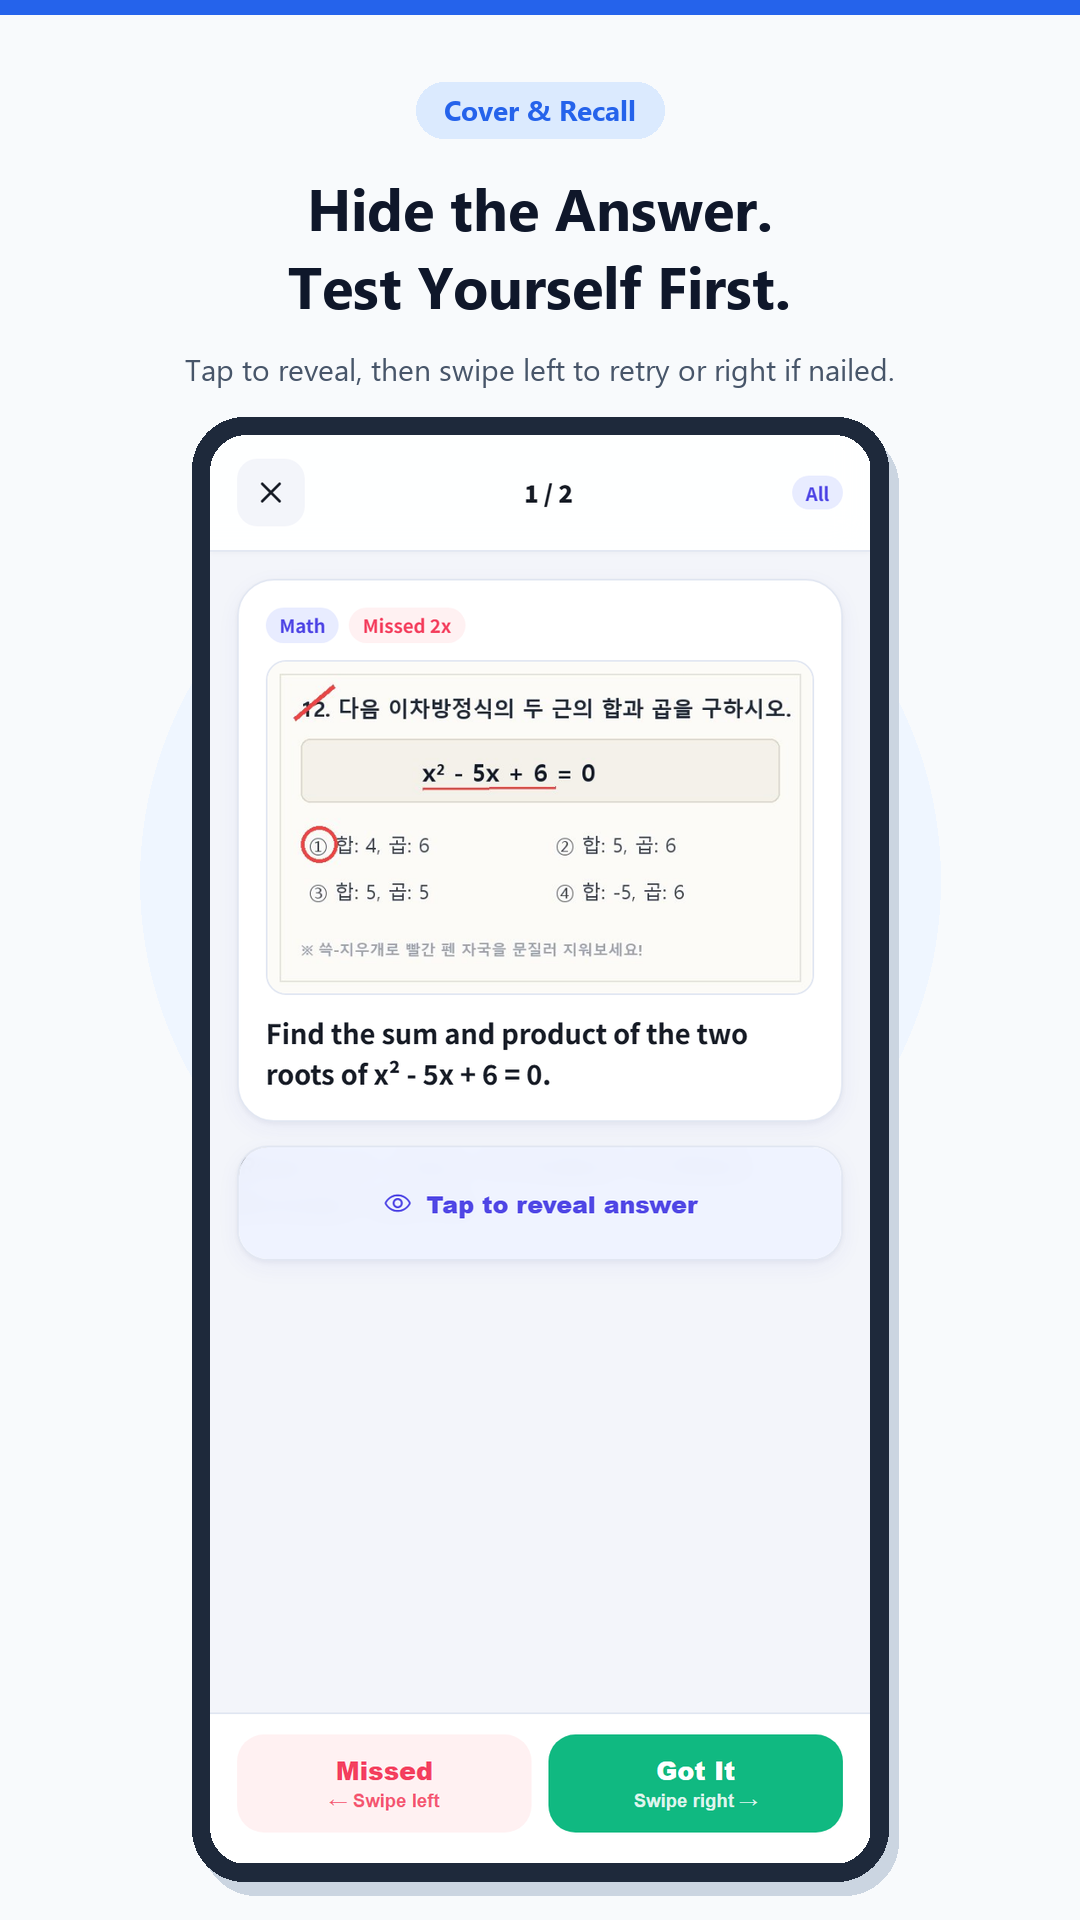 Cover & Recall
Hide the Answer.
Test Yourself First.
Tap to reveal, then swipe left to retry or right if nailed.
1 / 2
All
Math
Missed 2x
12. 다음 이차방정식의 두 근의 합과 곱을 구하시오.
x² - 5x + 6 = 0
① 합: 4, 곱: 6
② 합: 5, 곱: 6
③ 합: 5, 곱: 5
④ 합: -5, 곱: 6
※ 쓱-지우개로 빨간 펜 자국을 문질러 지워보세요!
Find the sum and product of the two
roots of x² - 5x + 6 = 0.
Tap to reveal answer
Missed
← Swipe left
Got It
Swipe right →